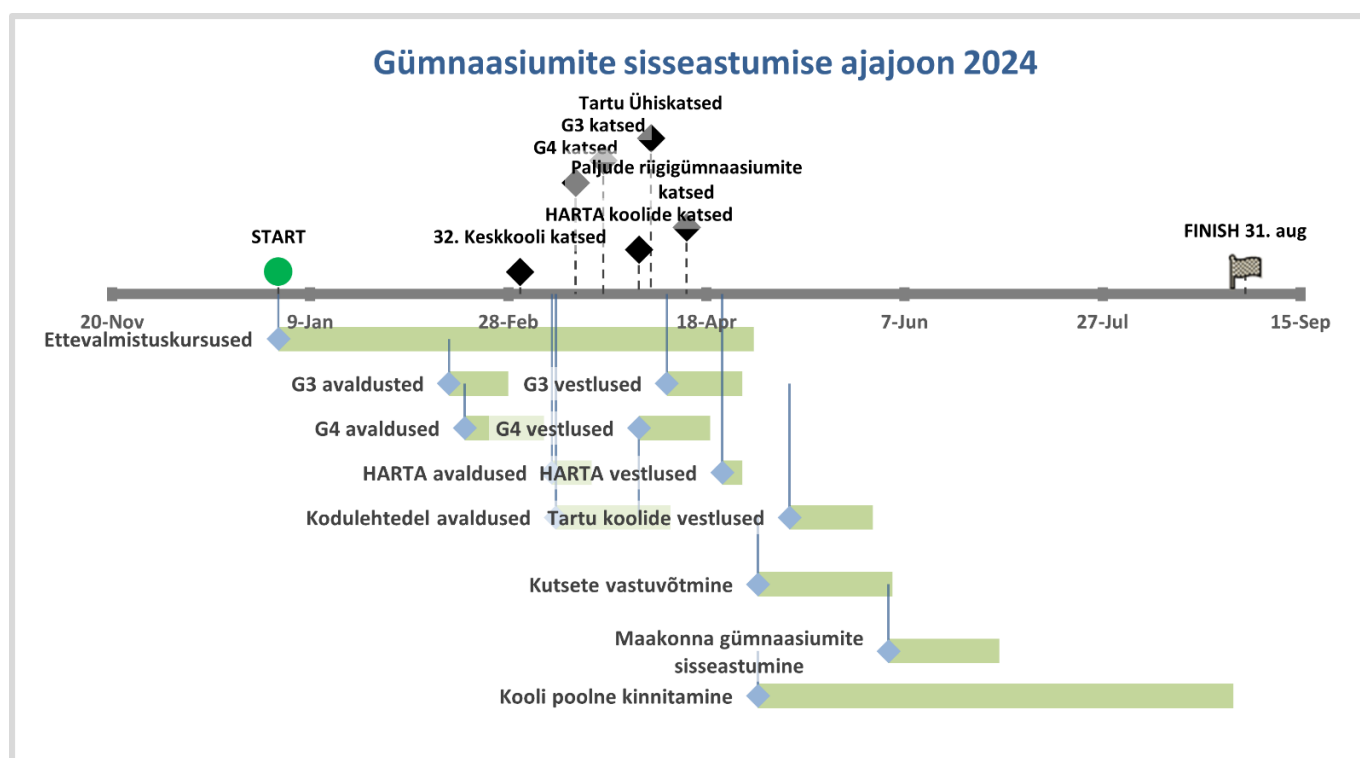 Gümnaasiumite sisseastumise ajajoon 2024
Tartu Ühiskatsed
G3 katsed
G4 katsed
Paljude riigigümnaasiumite
katsed
HARTA koolide katsed
32. Keskkooli katsed
START
FINISH 31. aug
20-Nov
9-Jan
28-Feb
18-Apr
7-Jun
27-Jul
15-Sep
Ettevalmistuskursused
G3 avaldusted
G3 vestlused
G4 avaldused
G4 vestlused
HARTA avaldused
HARTA vestlused
Kodulehtedel avaldused
Tartu koolide vestlused
Kutsete vastuvõtmine
Maakonna gümnaasiumite
sisseastumine
Kooli poolne kinnitamine